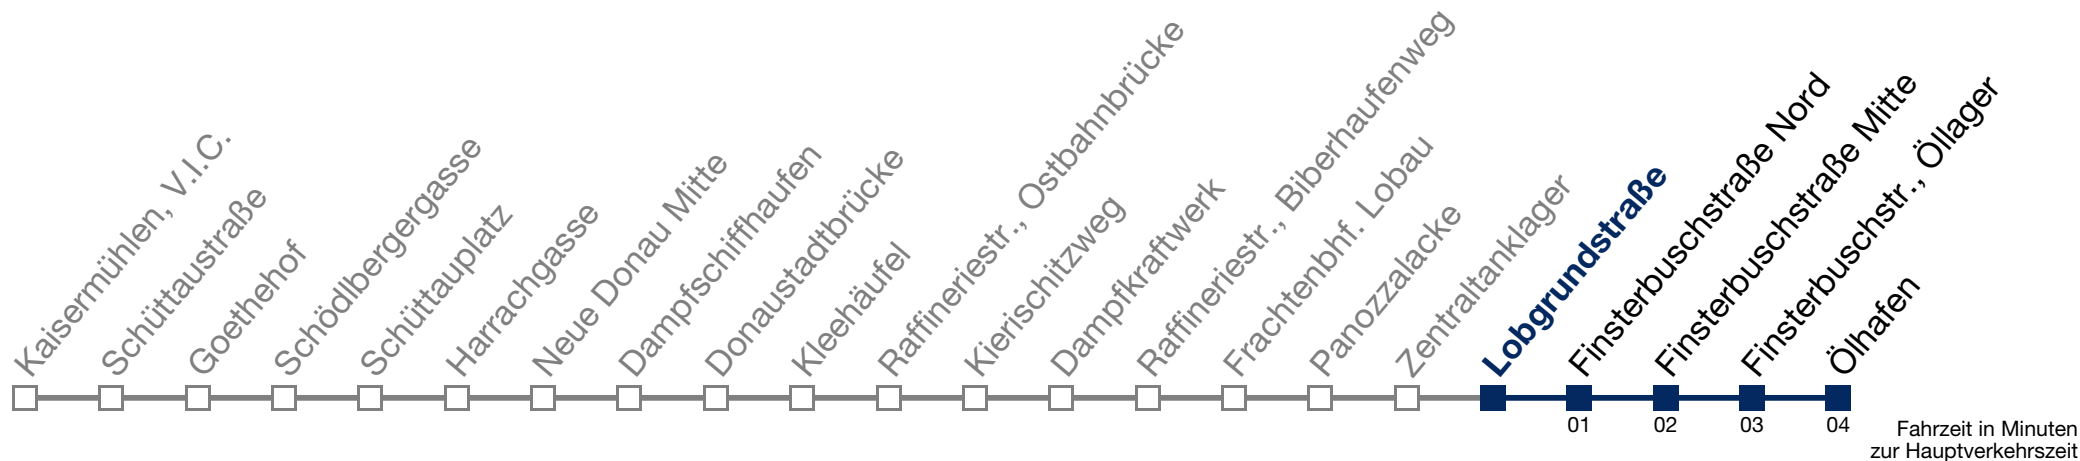 Kaisermühlen, V.I.C.
Schüttaustraße
Goethehof
Schödlbergergasse
Schüttauplatz
Harrachgasse
Neue Donau Mitte
Dampfschiffhaufen
Donaustadtbrücke
Kleehäufel
Raffineriestr., Ostbahnbrücke
Kierischitzweg
Dampfkraftwerk
Raffineriestr., Biberhaufenweg
Frachtenbhf. Lobau
Panozzalacke
Zentraltanklager
Lobgrundstraße
Finsterbuschstraße Nord
Finsterbuschstraße Mitte
Finsterbuschstr., Öllager
Ölhafen
01 02 03 04
Fahrzeit in Minuten
zur Hauptverkehrszeit